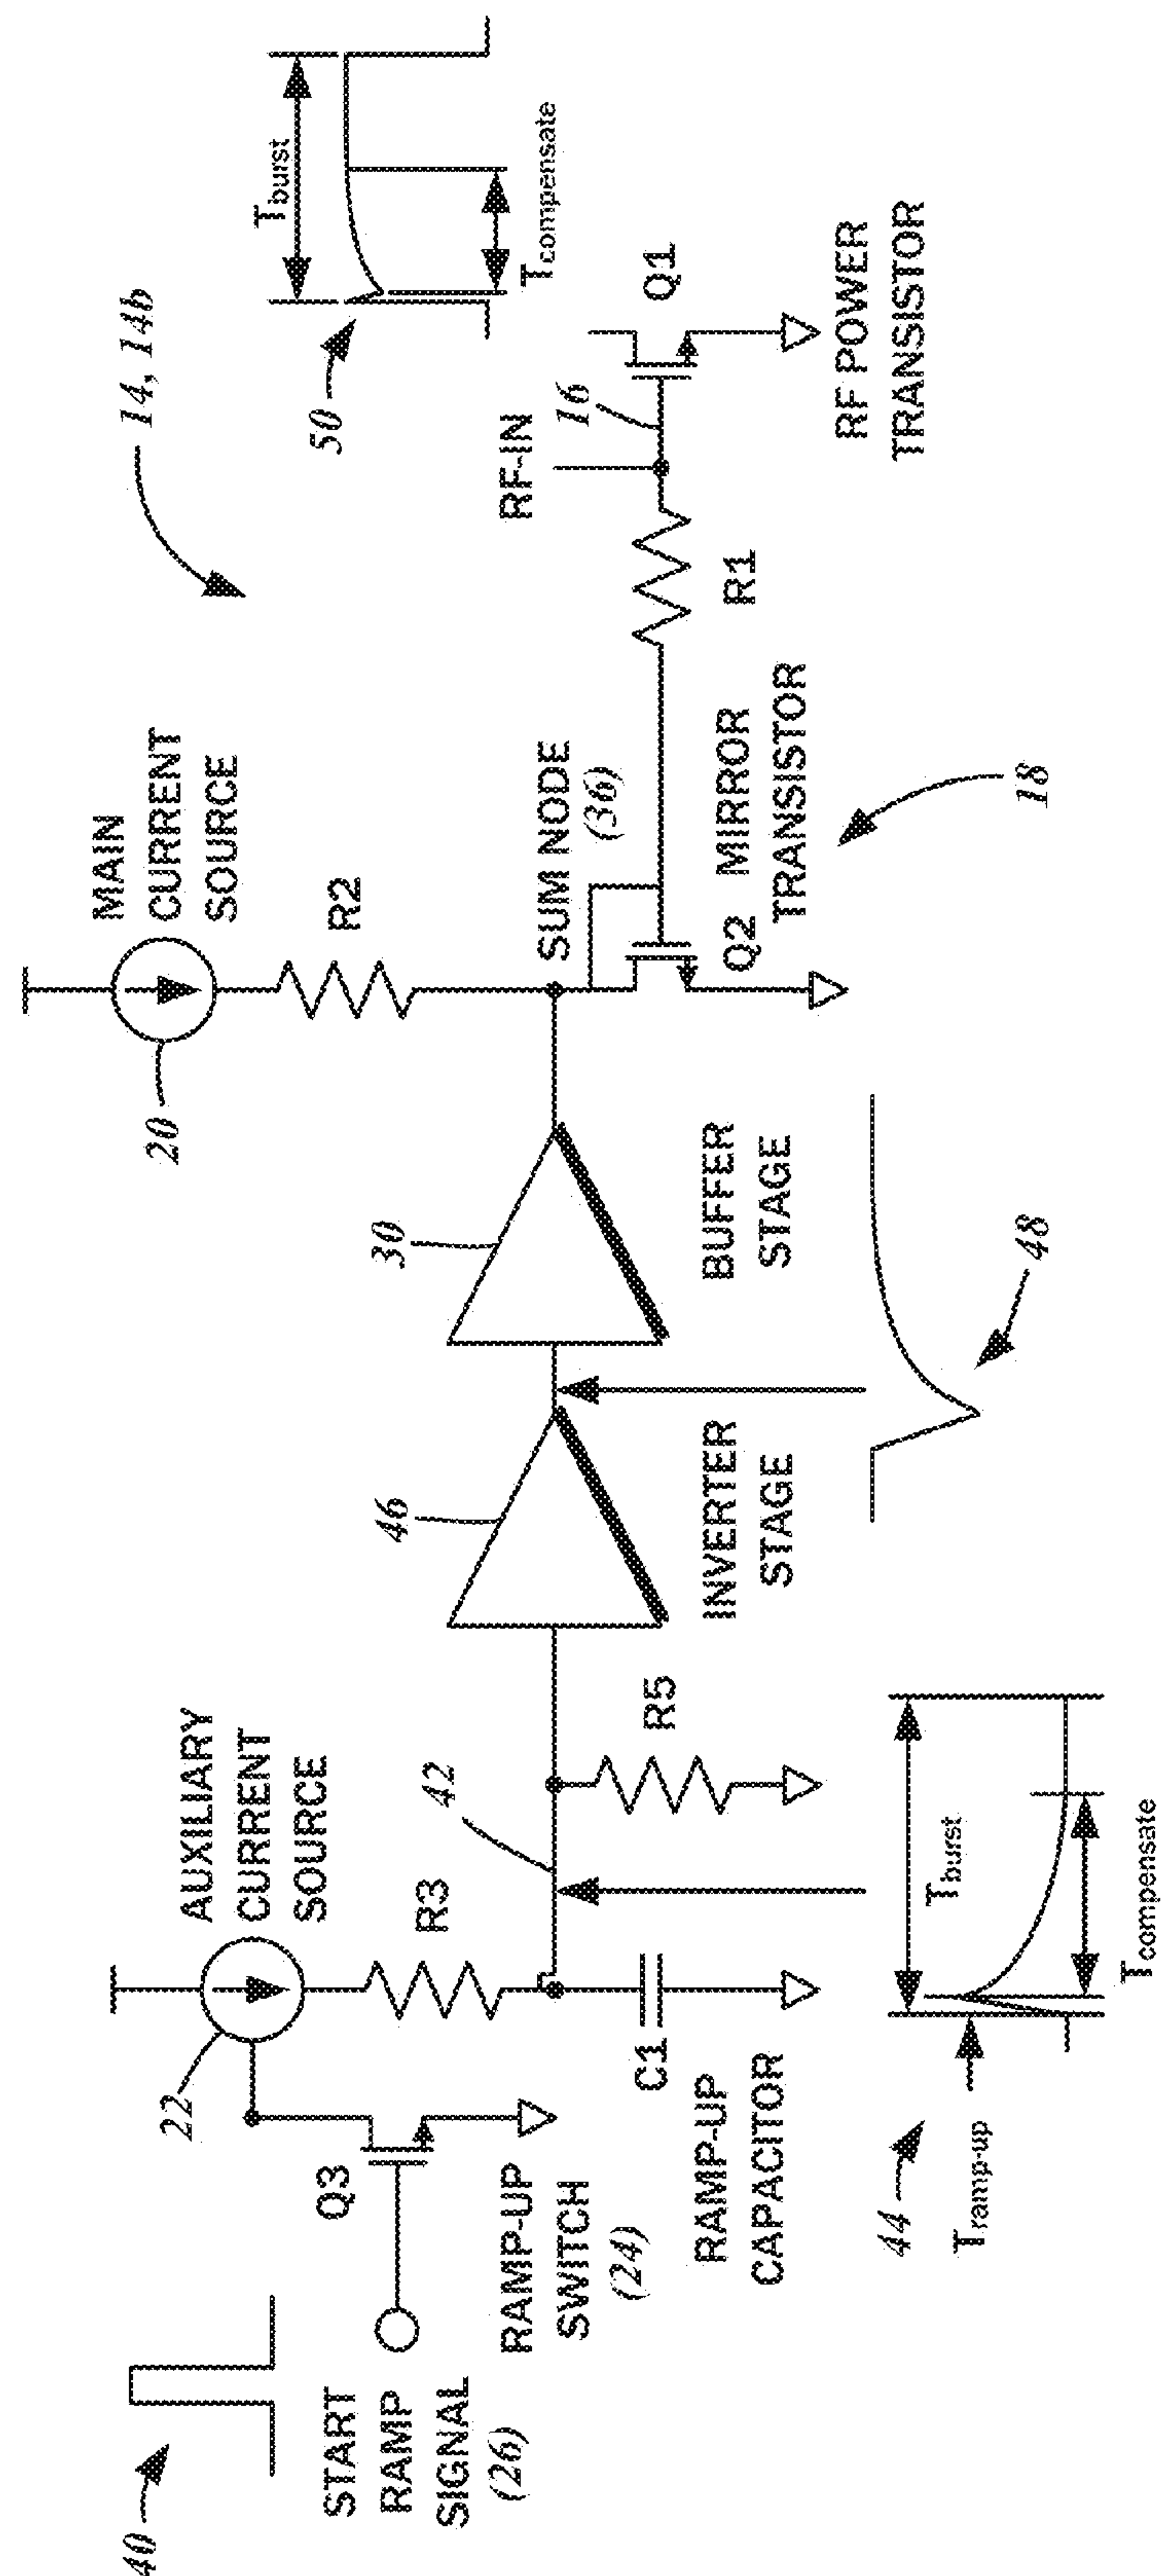 40
START
RAMP
SIGNAL
(26)
Q3
RAMP-UP
SWITCH
(24)
22
AUXILIARY
CURRENT
SOURCE
R3
C1
RAMP-UP
CAPACITOR
42
R5
44
Tramp-up
Tburst
Tcompensate
46
INVERTER
STAGE
30
BUFFER
STAGE
48
20
MAIN
CURRENT
SOURCE
R2
SUM NODE
(36)
Q2 MIRROR
TRANSISTOR
18
14, 14b
R1
RF-IN
16
Q1
RF POWER
TRANSISTOR
50
Tburst
Tcompensate